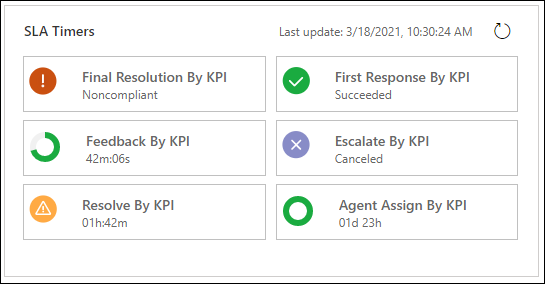 SLA Timers
Last update: 3/18/2021, 10:30:24 AM
Final Resolution By KPI
Noncompliant
First Response By KPI
Succeeded
Feedback By KPI
42m:06s
Escalate By KPI
Canceled
Resolve By KPI
01h:42m
Agent Assign By KPI
01d 23h